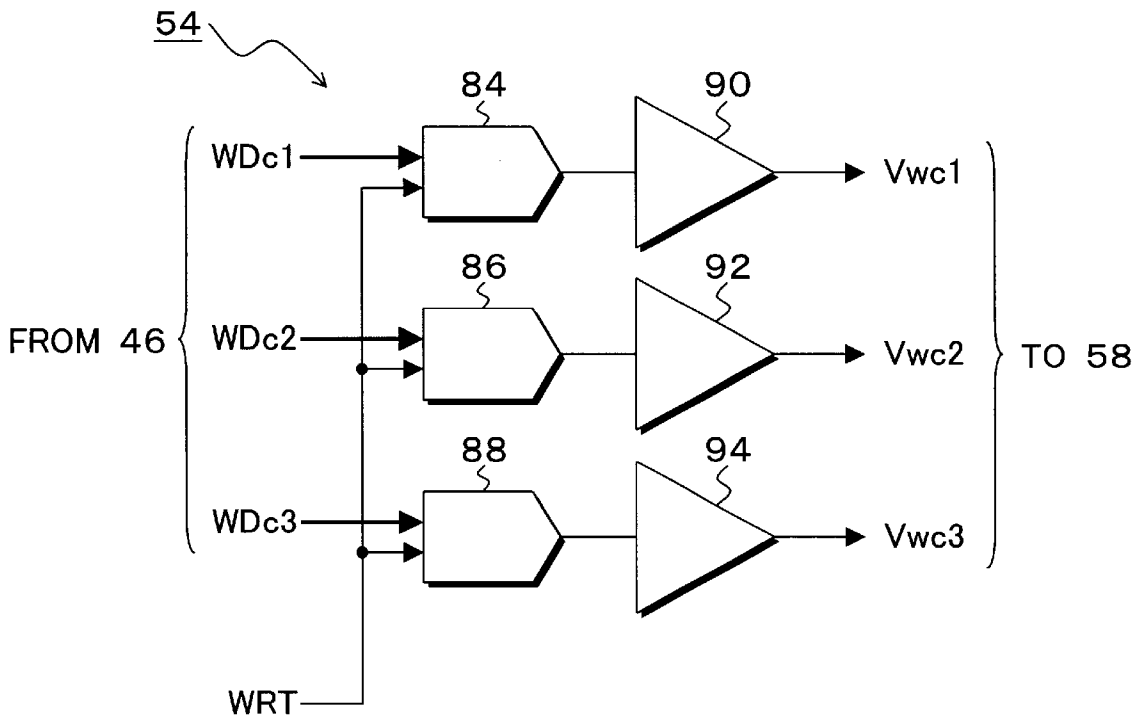 54
84
90
WDc1
Vwc1
86
92
FROM 46
WDc2
Vwc2
TO 58
88
94
WDc3
Vwc3
WRT